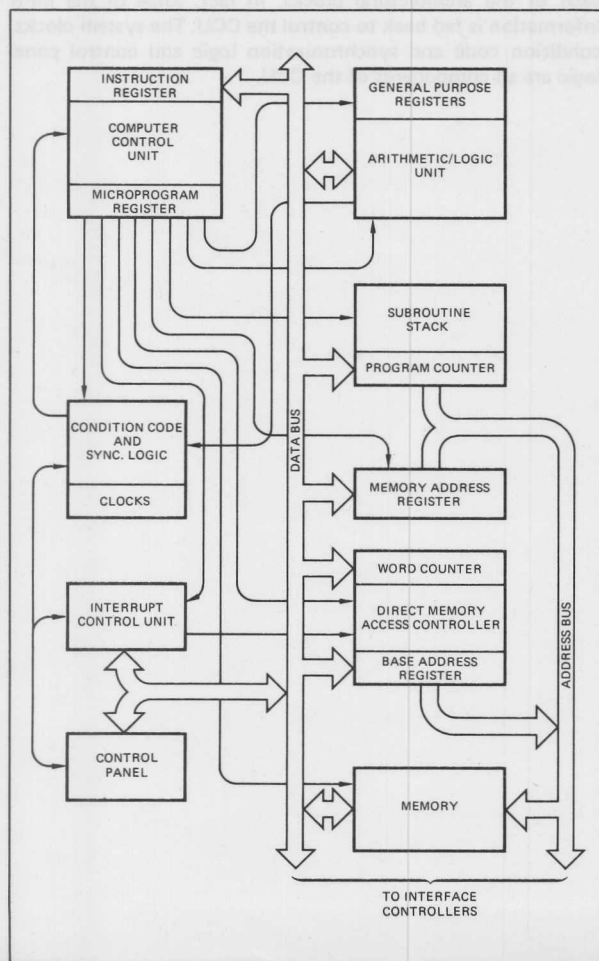 INSTRUCTION
REGISTER
COMPUTER
CONTROL
UNIT
MICROPROGRAM
REGISTER
GENERAL PURPOSE
REGISTERS
ARITHMETIC/LOGIC
UNIT
SUBROUTINE
STACK
PROGRAM COUNTER
CONDITION CODE
AND
SYNC. LOGIC
CLOCKS
DATA BUS
MEMORY ADDRESS
REGISTER
WORD COUNTER
DIRECT MEMORY
ACCESS CONTROLLER
BASE ADDRESS
REGISTER
ADDRESS BUS
INTERRUPT
CONTROL UNIT
CONTROL
PANEL
MEMORY
TO INTERFACE
CONTROLLERS